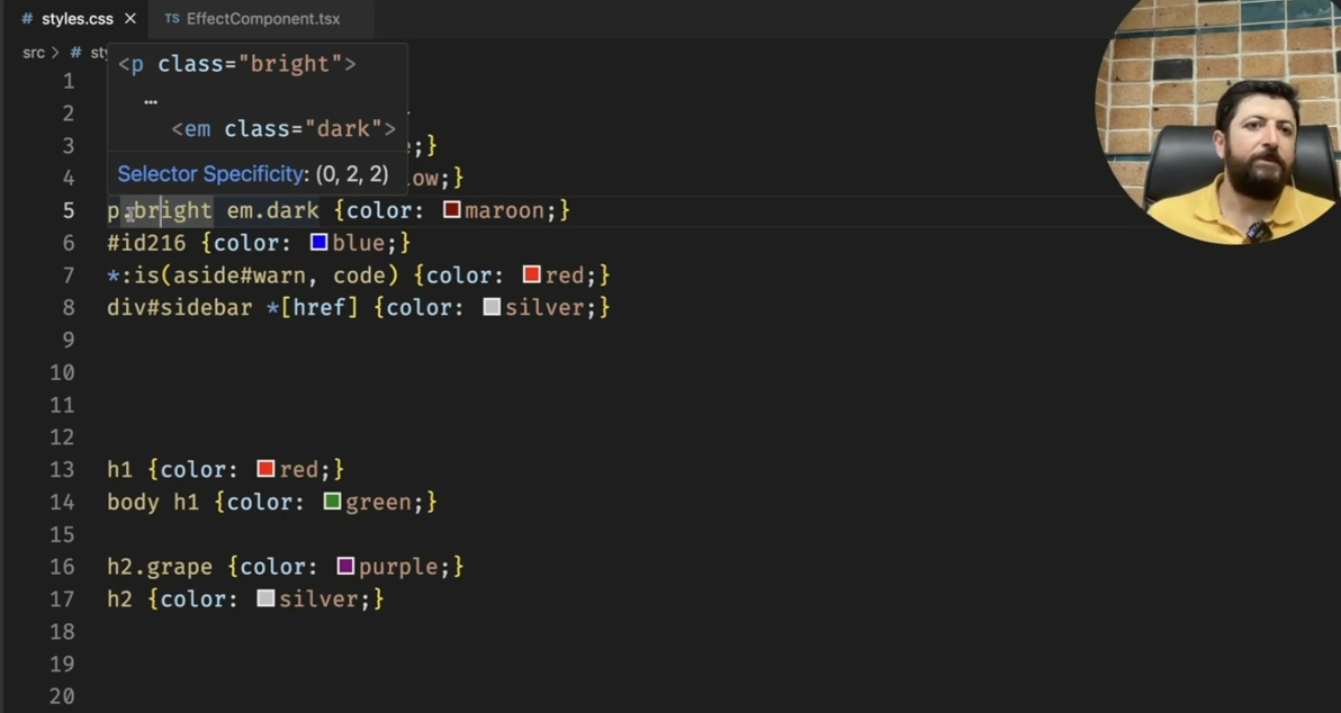 # styles.css × TS EffectComponent.tsx
src > # sty
<p class="bright">
…
<em class="dark">
Selector Specificity: (0, 2, 2)
1
2
3 ;}
4 ow;}
5 p.bright em.dark {color: maroon;}
6 #id216 {color: blue;}
7 *:is(aside#warn, code) {color: red;}
8 div#sidebar *[href] {color: silver;}
9
10
11
12
13 h1 {color: red;}
14 body h1 {color: green;}
15
16 h2.grape {color: purple;}
17 h2 {color: silver;}
18
19
20